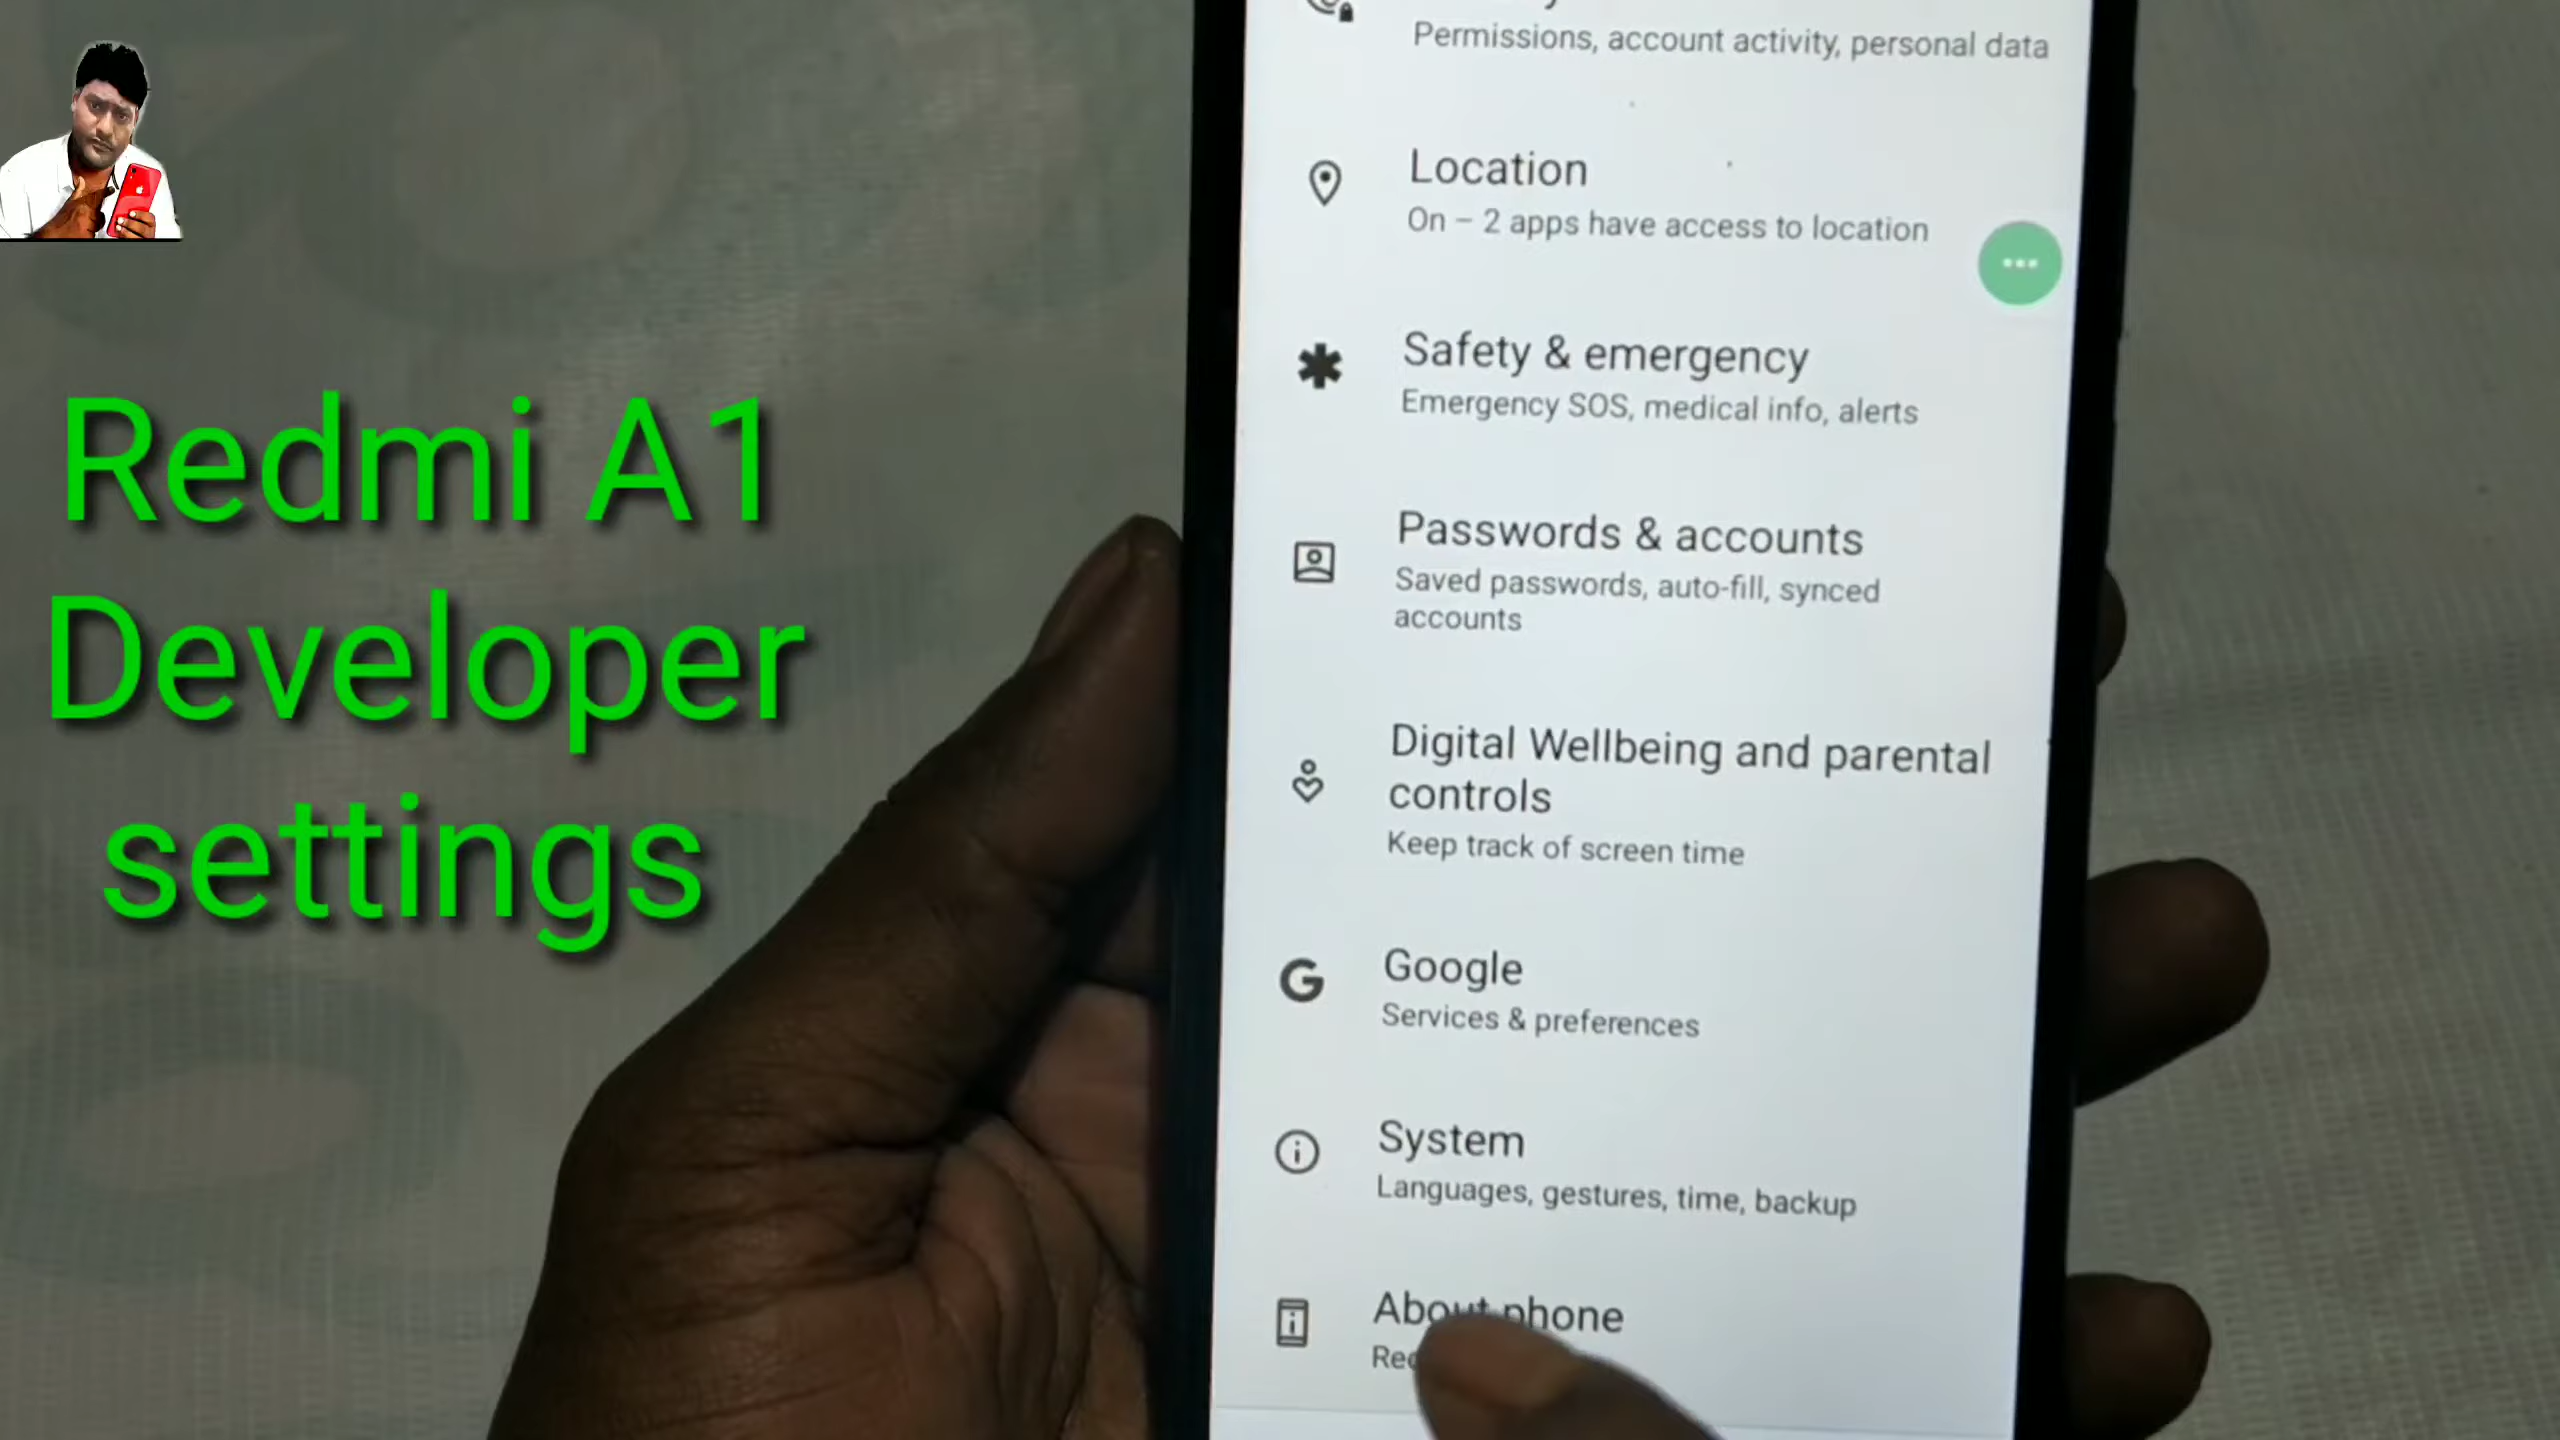 Permissions, account activity, personal data
Location
On – 2 apps have access to location
Safety & emergency
Emergency SOS, medical info, alerts
Passwords & accounts
Saved passwords, auto-fill, synced
accounts
Digital Wellbeing and parental
controls
Keep track of screen time
Google
Services & preferences
System
Languages, gestures, time, backup
About phone
Redmi A1
Developer
settings